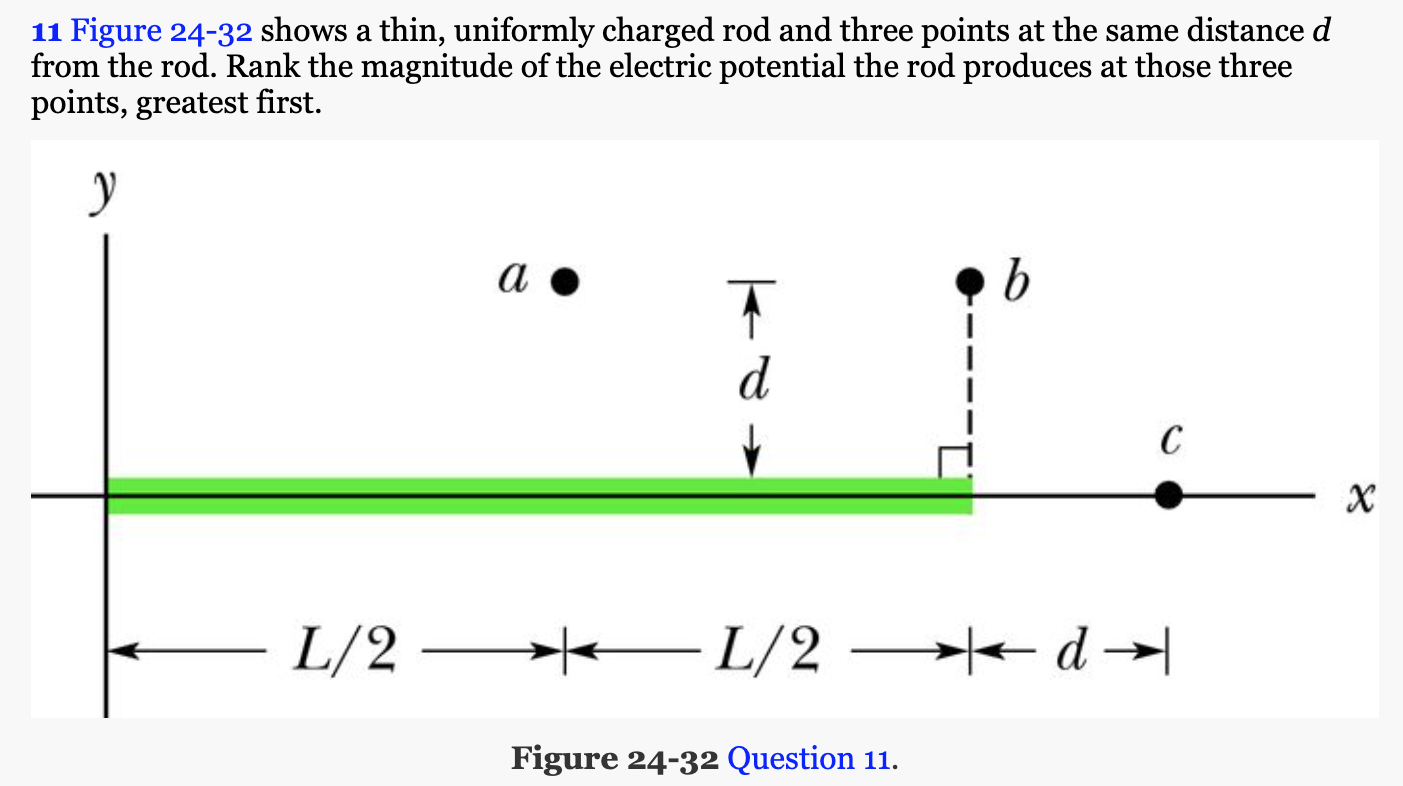 11 Figure 24-32 shows a thin, uniformly charged rod and three points at the same distance d
from the rod. Rank the magnitude of the electric potential the rod produces at those three
points, greatest first.
y
a
b
d
c
x
L/2 L/2 d
Figure 24-32 Question 11.